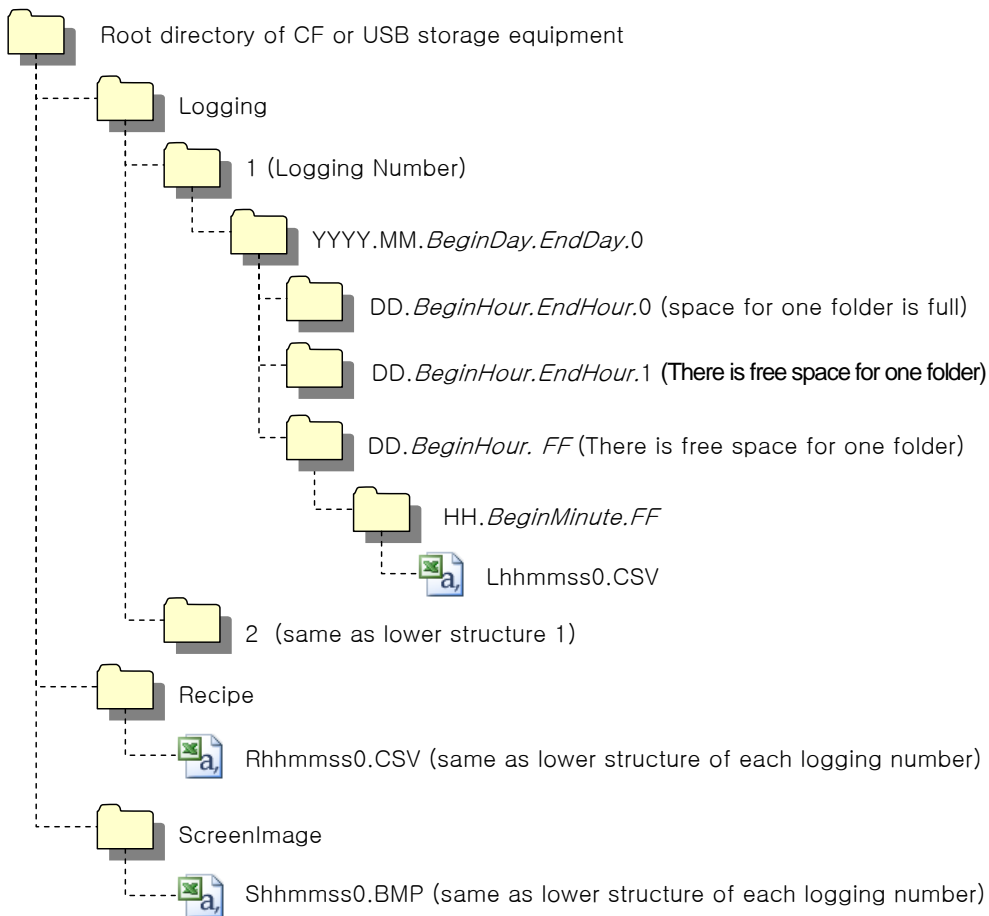 Root directory of CF or USB storage equipment
Logging
1 (Logging Number)
YYYY.MM.BeginDay.EndDay.0
DD.BeginHour.EndHour.0 (space for one folder is full)
DD.BeginHour.EndHour.1 (There is free space for one folder)
DD.BeginHour. FF (There is free space for one folder)
HH.BeginMinute.FF
a,
Lhhmmss0.CSV
2 (same as lower structure 1)
Recipe
a,
Rhhmmss0.CSV (same as lower structure of each logging number)
ScreenImage
a,
Shhmmss0.BMP (same as lower structure of each logging number)